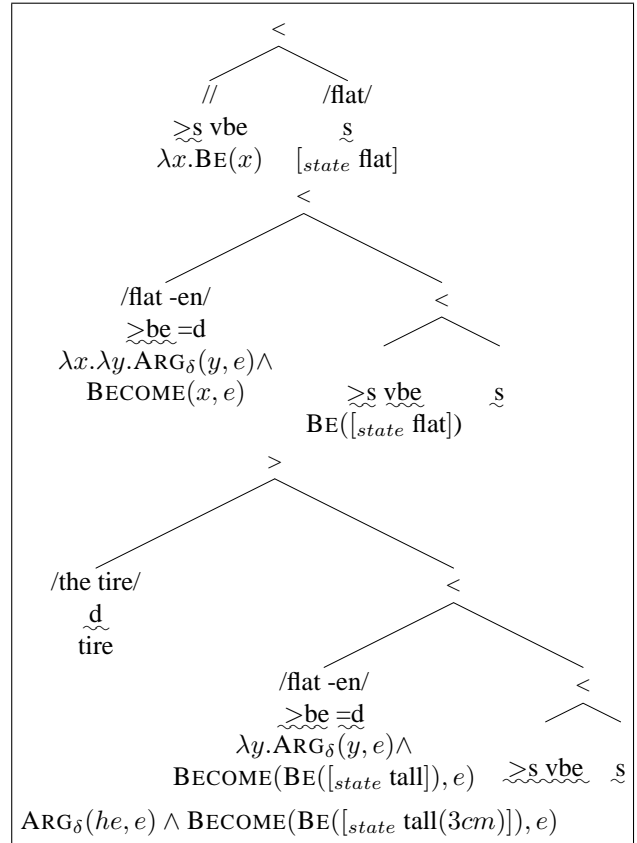 <
// /flat/
>s vbe s
λx.BE(x) [state flat]
<
/flat -en/ <
>be =d
λx.λy.ARGδ(y, e)∧
BECOME(x, e) >s vbe s
BE([state flat])
>
/the tire/ <
d
tire
/flat -en/ <
>be =d
λy.ARGδ(y, e)∧
BECOME(BE([state tall]), e) >s vbe s
ARGδ(he, e) ∧ BECOME(BE([state tall(3cm)]), e)